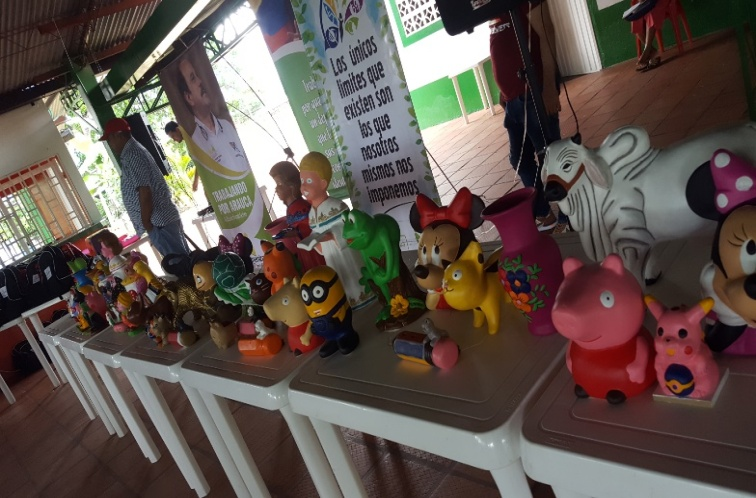 TRABAJANDO
POR ARAUCA
Los únicos
límites que
existen son
los que
nosotros
mismos nos
imponemos